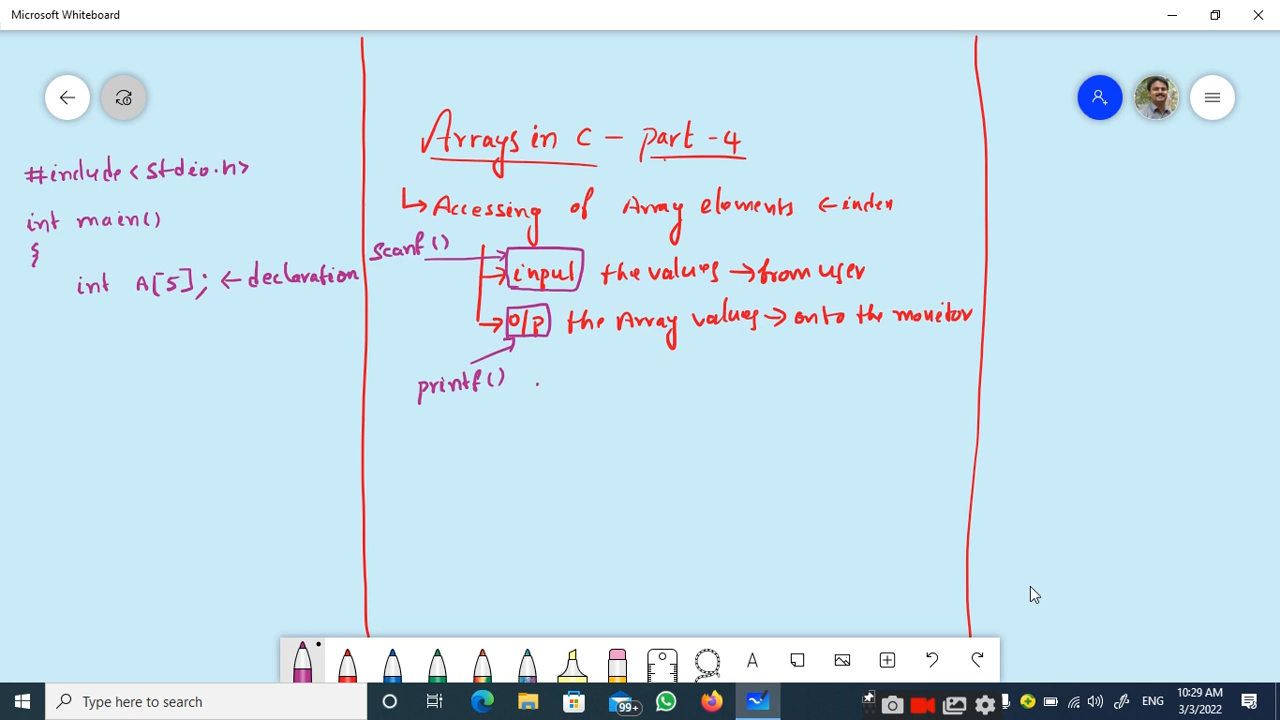 Microsoft Whiteboard
#include<stdio.h>
int main()
{
int A[5]; ← declaration
Arrays in C - part-4
↳ Accessing of Array elements ← index
scanf()
→ input the values → from user
→ O/p the Array values → onto the monitor
printf()
Type here to search
99+
ENG
10:29 AM
3/3/2022